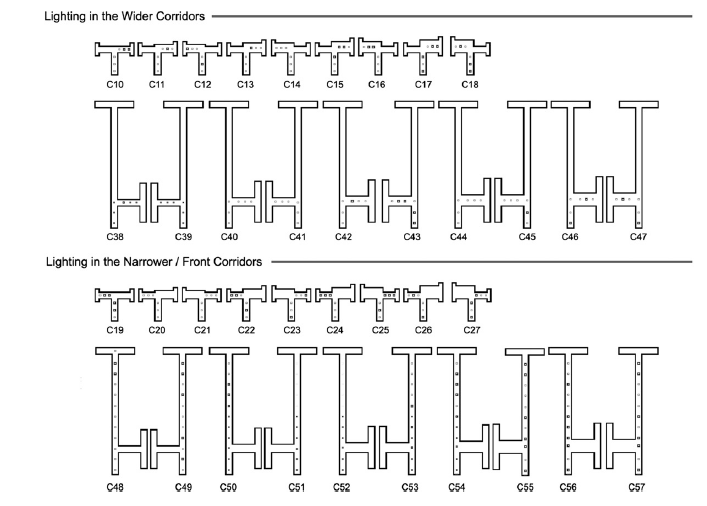 Lighting in the Wider Corridors
C10 C11 C12 C13 C14 C15 C16 C17 C18
C38 C39 C40 C41 C42 C43 C44 C45 C46 C47
Lighting in the Narrower / Front Corridors
C19 C20 C21 C22 C23 C24 C25 C26 C27
C48 C49 C50 C51 C52 C53 C54 C55 C56 C57